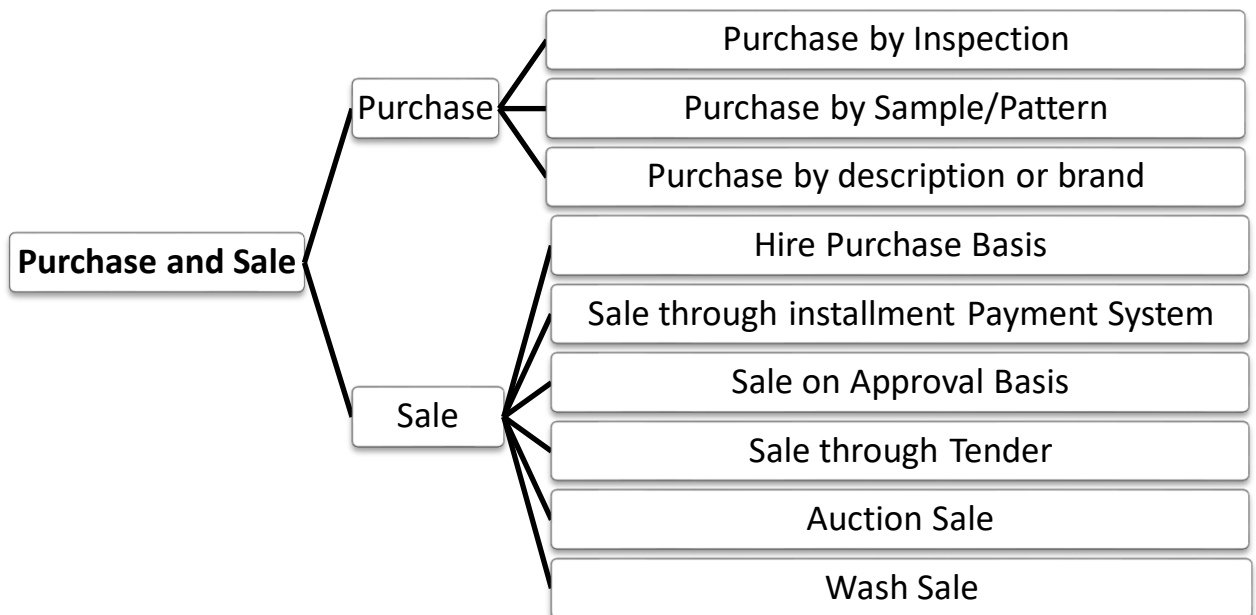 Purchase and Sale
Purchase
Purchase by Inspection
Purchase by Sample/Pattern
Purchase by description or brand
Sale
Hire Purchase Basis
Sale through installment Payment System
Sale on Approval Basis
Sale through Tender
Auction Sale
Wash Sale